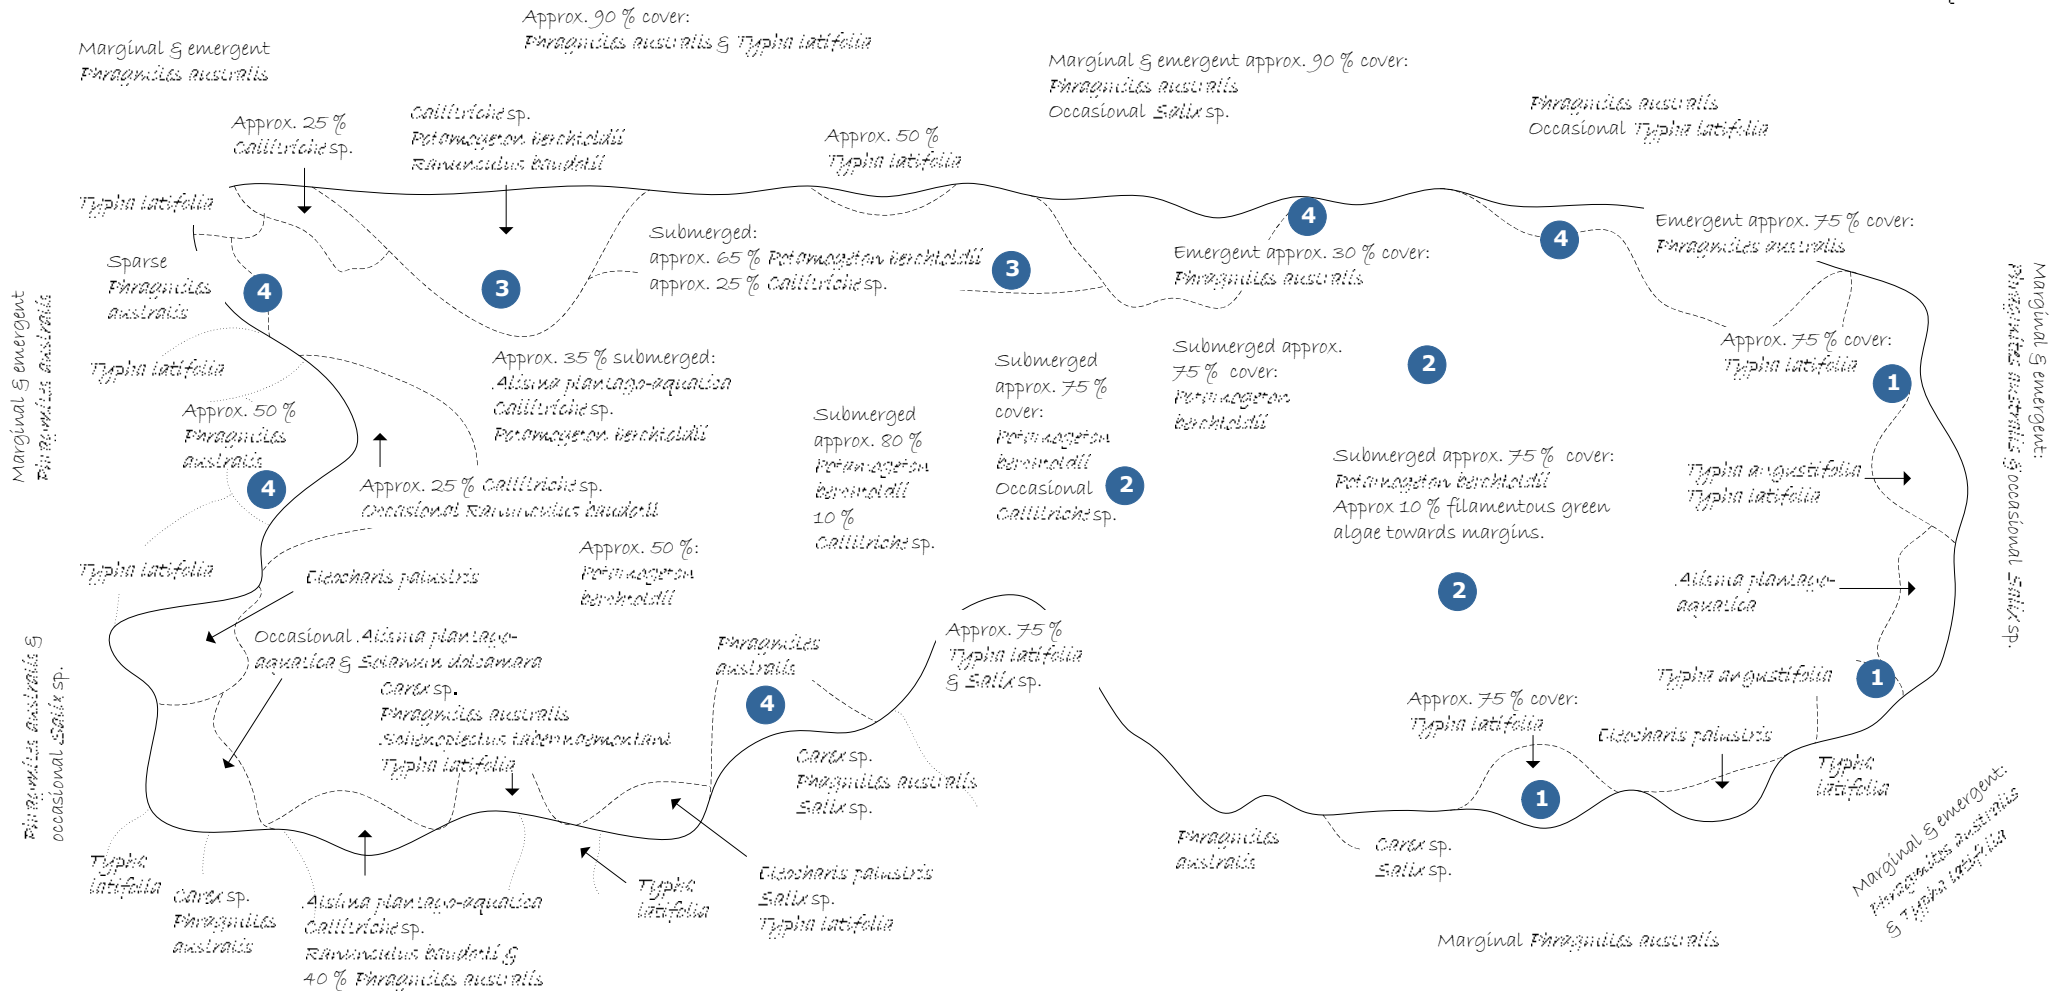 Approx. 90 % cover:
Phragmites australis & Typha latifolia
Marginal & emergent
Phragmites australis
Marginal & emergent approx. 90 % cover:
Phragmites australis
Occasional Salix sp.
Phragmites australis
Occasional Typha latifolia
Approx. 25 %
Callitriche sp.
Callitriche sp.
Potamogeton berchtoldii
Ranunculus baudotii
Approx. 50 %
Typha latifolia
Typha latifolia
Submerged:
approx. 65 % Potamogeton berchtoldii
approx. 25 % Callitriche sp.
3
4
Emergent approx. 30 % cover:
Phragmites australis
4
Emergent approx. 75 % cover:
Phragmites australis
Sparse
Phragmites
australis
4
3
Marginal & emergent
Phragmites australis
Marginal & emergent:
Phragmites australis & occasional Salix sp.
Typha latifolia
Approx. 35 % submerged:
Alisma plantago-aquatica
Callitriche sp.
Potamogeton berchtoldii
Submerged
approx. 75 %
cover:
Potamogeton
berchtoldii
Occasional
Callitriche sp.
2
Submerged approx.
75 % cover:
Potamogeton
berchtoldii
2
Approx. 75 % cover:
Typha latifolia
1
Approx. 50 %
Phragmites
australis
4
Submerged
approx. 80 %
Potamogeton
berchtoldii
10 %
Callitriche sp.
Approx. 25 % Callitriche sp.
Occasional Ranunculus baudotii
Submerged approx. 75 % cover:
Potamogeton berchtoldii
Approx 10 % filamentous green
algae towards margins.
Typha angustifolia
Typha latifolia
Typha latifolia
Eleocharis palustris
Approx. 50 %:
Potamogeton
berchtoldii
2
Alisma plantago-
aquatica
Phragmites australis &
occasional Salix sp.
Occasional Alisma plantago-
aquatica & Solanum dulcamara
Carex sp.
Phragmites australis
Schenoplectus tabernaemontani
Typha latifolia
Phragmites
australis
4
Approx. 75 %
Typha latifolia
& Salix sp.
Typha angustifolia
1
Approx. 75 % cover:
Typha latifolia
Eleocharis palustris
1
Typha
latifolia
Carex sp.
Phagmites australis
Salix sp.
Phragmites
australis
Carex sp.
Salix sp.
Marginal & emergent:
Phragmites australis
& Typha latifolia
Typha
latifolia
Carex sp.
Phragmites
australis
Alisma plantago-aquatica
Callitriche sp.
Ranunculus baudotii &
40 % Phragmites australis
Typha
latifolia
Eleocharis palustris
Salix sp.
Typha latifolia
Marginal Phragmites australis